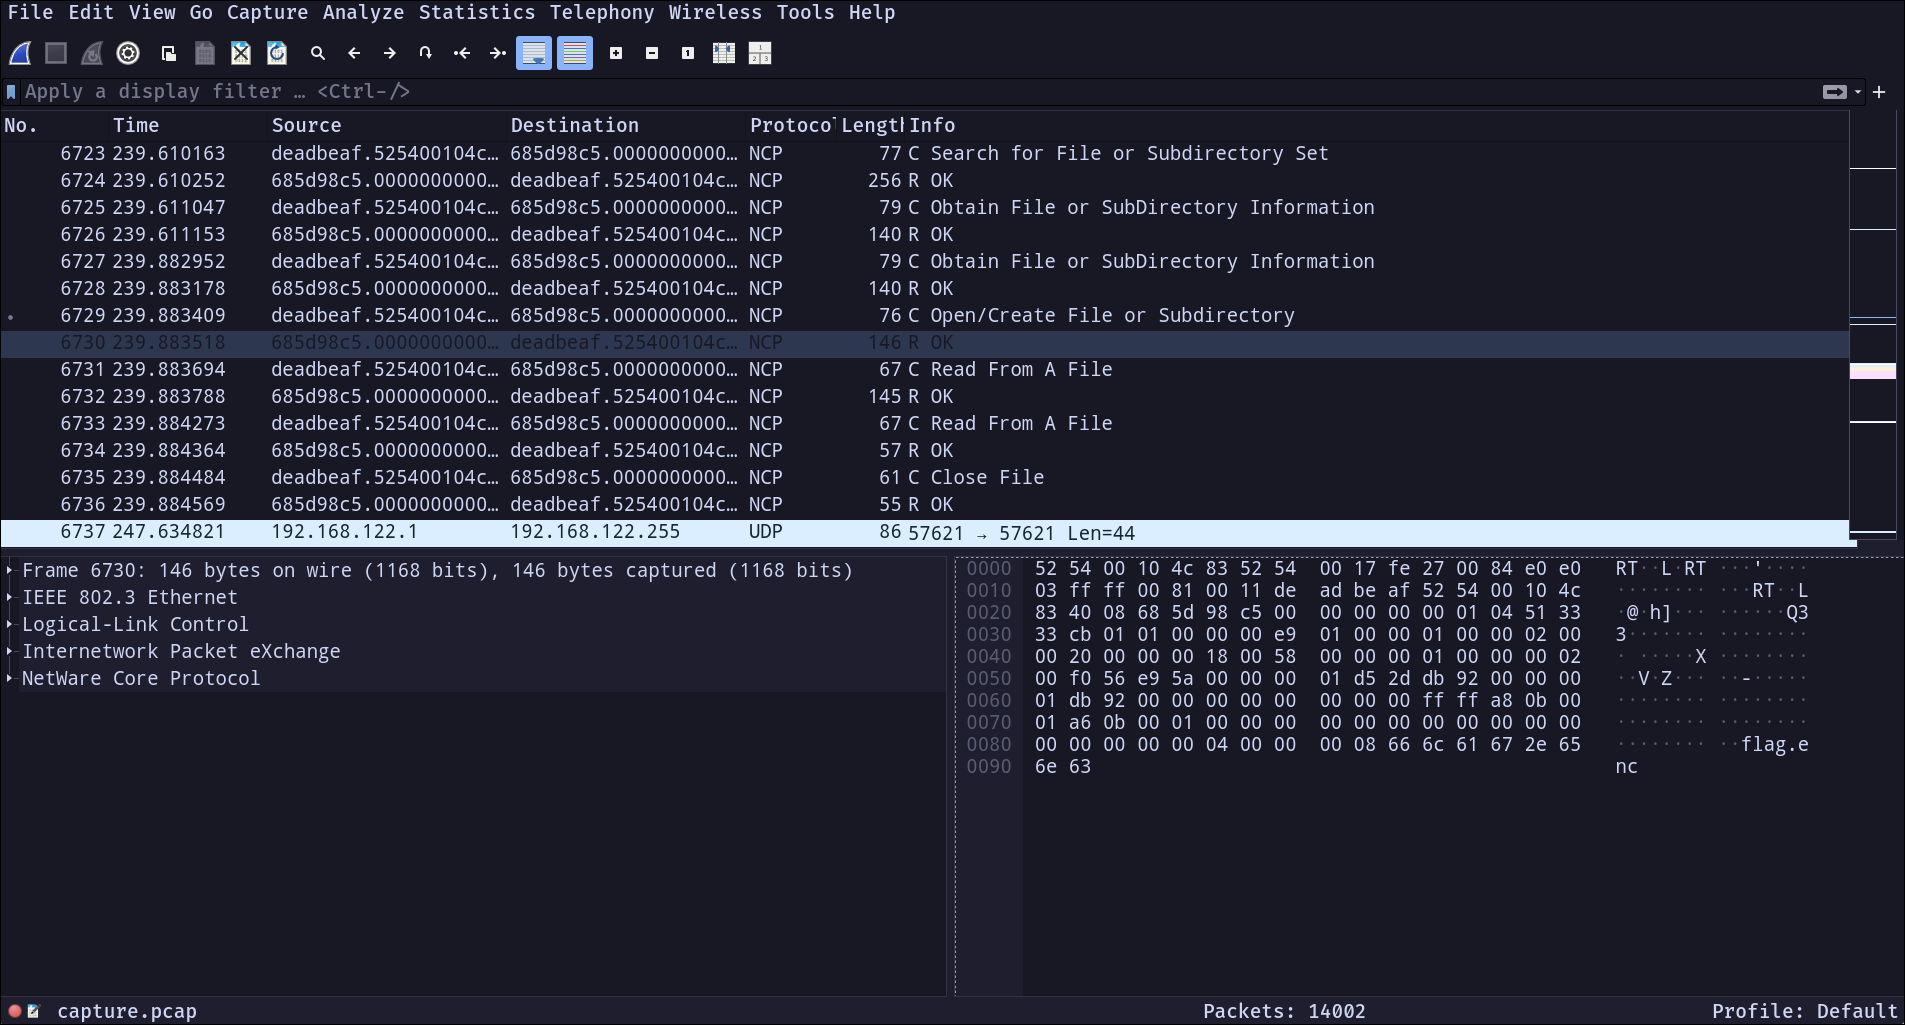 File Edit View Go Capture Analyze Statistics Telephony Wireless Tools Help
Apply a display filter … <Ctrl-/>
No. Time Source Destination Protocol Length Info
6723 239.610163 deadbeaf.525400104c… 685d98c5.0000000000… NCP 77 C Search for File or Subdirectory Set
6724 239.610252 685d98c5.0000000000… deadbeaf.525400104c… NCP 256 R OK
6725 239.611047 deadbeaf.525400104c… 685d98c5.0000000000… NCP 79 C Obtain File or SubDirectory Information
6726 239.611153 685d98c5.0000000000… deadbeaf.525400104c… NCP 140 R OK
6727 239.882952 deadbeaf.525400104c… 685d98c5.0000000000… NCP 79 C Obtain File or SubDirectory Information
6728 239.883178 685d98c5.0000000000… deadbeaf.525400104c… NCP 140 R OK
6729 239.883409 deadbeaf.525400104c… 685d98c5.0000000000… NCP 76 C Open/Create File or Subdirectory
6730 239.883518 685d98c5.0000000000… deadbeaf.525400104c… NCP 146 R OK
6731 239.883694 deadbeaf.525400104c… 685d98c5.0000000000… NCP 67 C Read From A File
6732 239.883788 685d98c5.0000000000… deadbeaf.525400104c… NCP 145 R OK
6733 239.884273 deadbeaf.525400104c… 685d98c5.0000000000… NCP 67 C Read From A File
6734 239.884364 685d98c5.0000000000… deadbeaf.525400104c… NCP 57 R OK
6735 239.884484 deadbeaf.525400104c… 685d98c5.0000000000… NCP 61 C Close File
6736 239.884569 685d98c5.0000000000… deadbeaf.525400104c… NCP 55 R OK
6737 247.634821 192.168.122.1 192.168.122.255 UDP 86 57621 → 57621 Len=44
Frame 6730: 146 bytes on wire (1168 bits), 146 bytes captured (1168 bits)
IEEE 802.3 Ethernet
Logical-Link Control
Internetwork Packet eXchange
NetWare Core Protocol
0000 52 54 00 10 4c 83 52 54 00 17 fe 27 00 84 e0 e0 RT··L·RT ···'····
0010 03 ff ff 00 81 00 11 de ad be af 52 54 00 10 4c ········ ···RT··L
0020 83 40 08 68 5d 98 c5 00 00 00 00 00 01 04 51 33 ·@·h]··· ······Q3
0030 33 cb 01 01 00 00 00 e9 01 00 00 01 00 00 02 00 3······· ········
0040 00 20 00 00 00 18 00 58 00 00 00 01 00 00 00 02 · ·····X ········
0050 00 f0 56 e9 5a 00 00 00 01 d5 2d db 92 00 00 00 ··V·Z··· ··-·····
0060 01 db 92 00 00 00 00 00 00 00 00 ff ff a8 0b 00 ········ ········
0070 01 a6 0b 00 01 00 00 00 00 00 00 00 00 00 00 00 ········ ········
0080 00 00 00 00 00 04 00 00 00 08 66 6c 61 67 2e 65 ········ ··flag.e
0090 6e 63 nc
capture.pcap Packets: 14002 Profile: Default